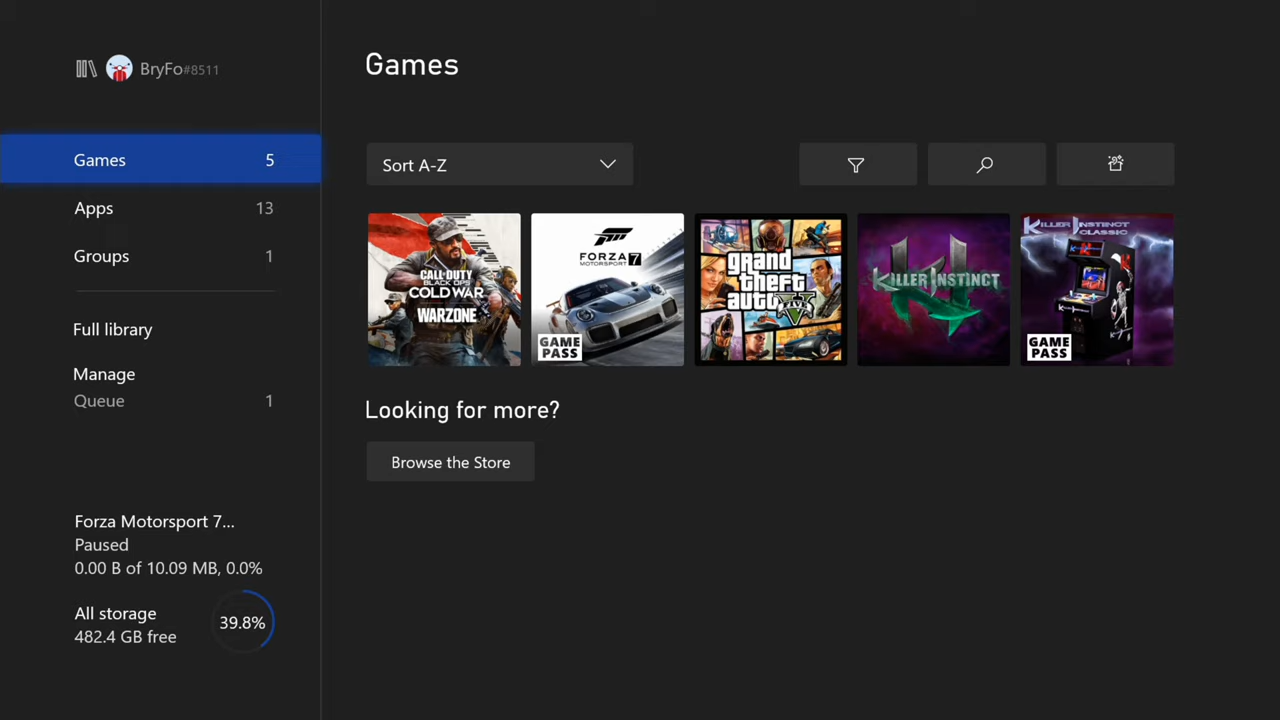 BryFo#8511
Games 5
Apps 13
Groups 1
Full library
Manage
Queue 1
Forza Motorsport 7...
Paused
0.00 B of 10.09 MB, 0.0%
All storage
482.4 GB free
39.8%
Games
Sort A-Z
CALL OF DUTY
BLACK OPS
COLD WAR
WARZONE
FORZA
MOTORSPORT 7
GAME
PASS
grand
theft
auto
FIVE
KILLER INSTINCT
KILLER INSTINCT
CLASSIC
GAME
PASS
Looking for more?
Browse the Store